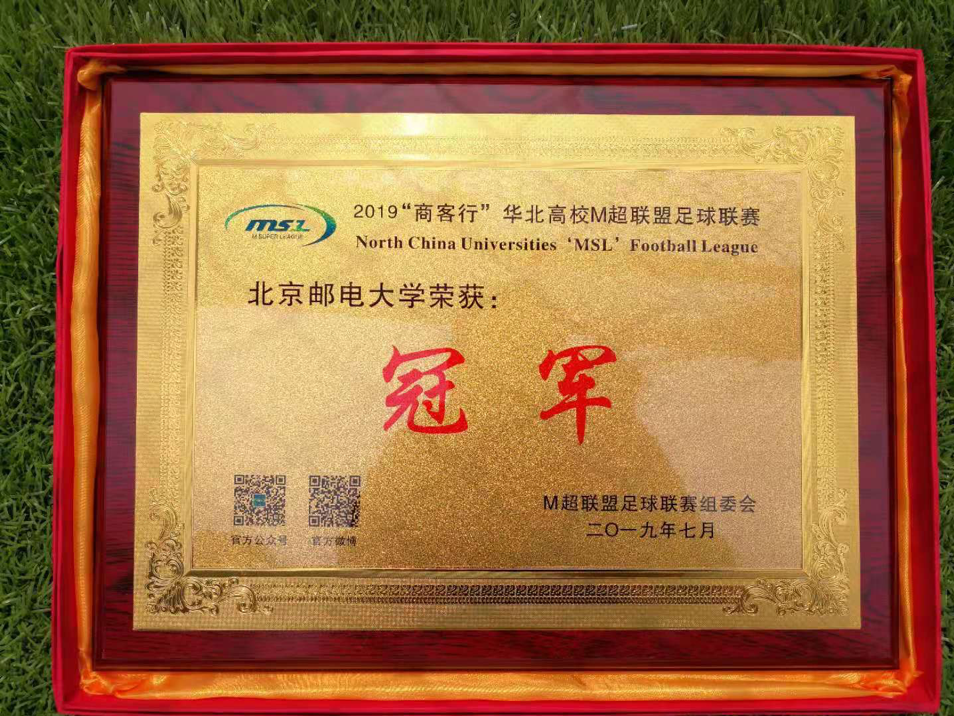 MSL
M SUPER LEAGUE
2019“商客行”华北高校M超联盟足球联赛
North China Universities ‘MSL’ Football League
北京邮电大学荣获：
冠军
官方公众号 官方微博
M超联盟足球联赛组委会
二〇一九年七月